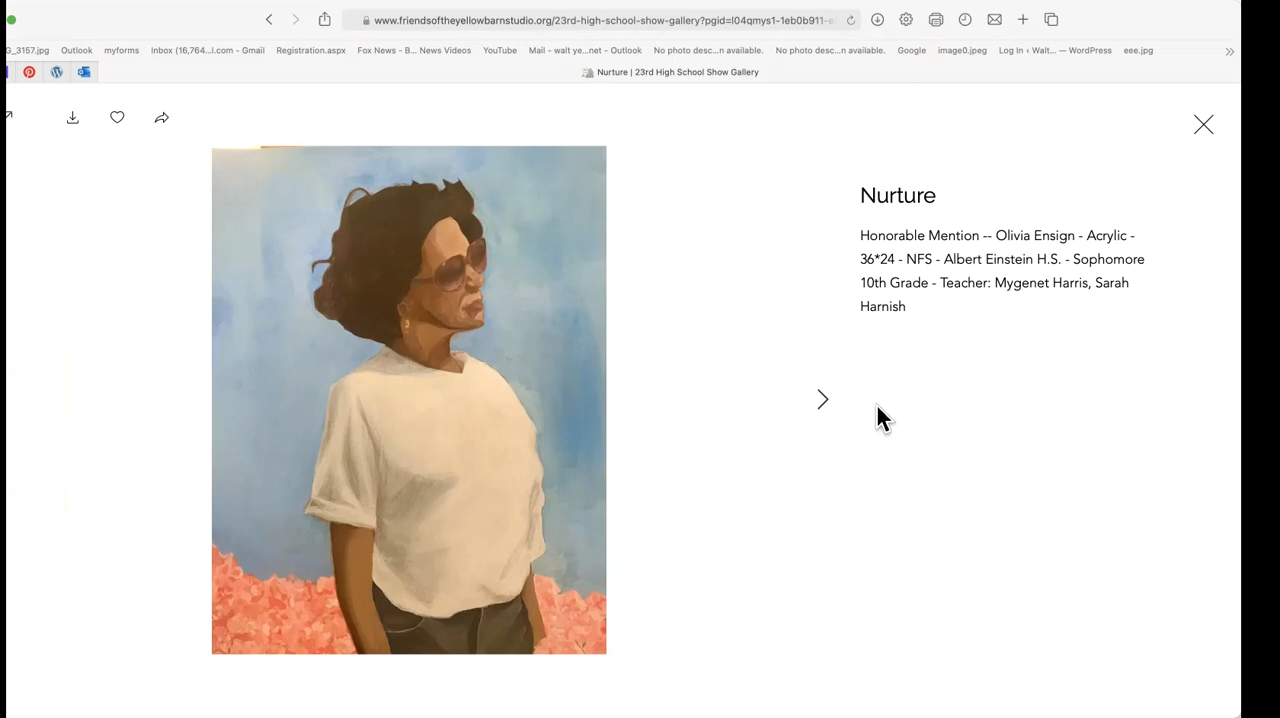 www.friendsoftheyellowbarnstudio.org/23rd-high-school-show-gallery?pgid=l04qmys1-1eb0b911-e
G_3157.jpg Outlook myforms Inbox (16,764...l.com - Gmail Registration.aspx Fox News - B... News Videos YouTube Mail - walt ye...net - Outlook No photo desc...n available. No photo desc...n available. Google image0.jpeg Log In ‹ Walt... — WordPress eee.jpg
Nurture | 23rd High School Show Gallery
Nurture
Honorable Mention -- Olivia Ensign - Acrylic -
36*24 - NFS - Albert Einstein H.S. - Sophomore
10th Grade - Teacher: Mygenet Harris, Sarah
Harnish